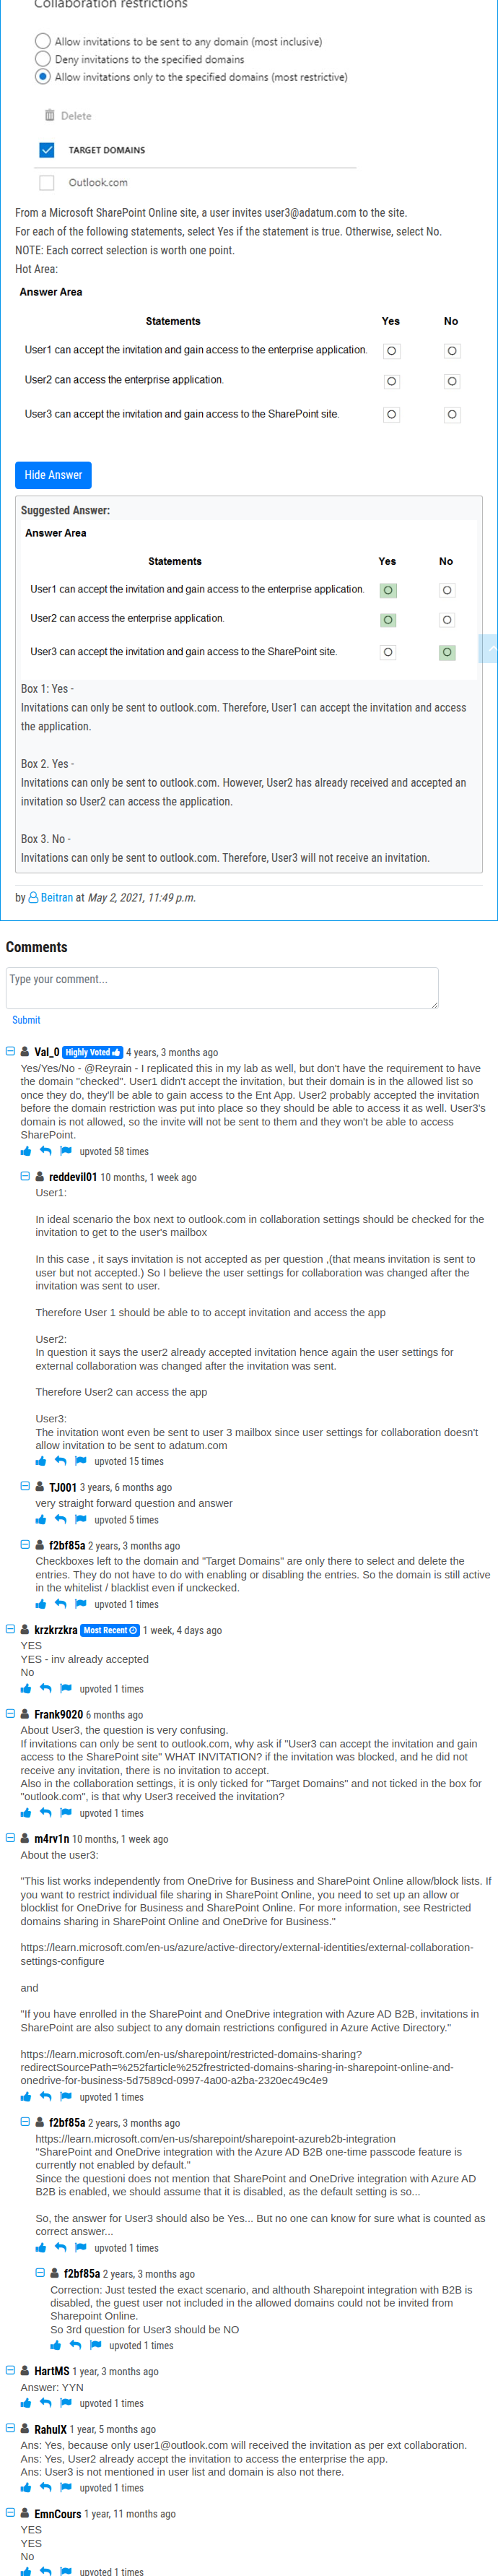 Collaboration restrictions
Allow invitations to be sent to any domain (most inclusive)
Deny invitations to the specified domains
Allow invitations only to the specified domains (most restrictive)
Delete
TARGET DOMAINS
Outlook.com
From a Microsoft SharePoint Online site, a user invites user3@adatum.com to the site.
For each of the following statements, select Yes if the statement is true. Otherwise, select No.
NOTE: Each correct selection is worth one point.
Hot Area:
Answer Area
Statements Yes No
User1 can accept the invitation and gain access to the enterprise application.
User2 can access the enterprise application.
User3 can accept the invitation and gain access to the SharePoint site.
Hide Answer
Suggested Answer:
Answer Area
Statements Yes No
User1 can accept the invitation and gain access to the enterprise application.
User2 can access the enterprise application.
User3 can accept the invitation and gain access to the SharePoint site.
Box 1: Yes -
Invitations can only be sent to outlook.com. Therefore, User1 can accept the invitation and access
the application.
Box 2. Yes -
Invitations can only be sent to outlook.com. However, User2 has already received and accepted an
invitation so User2 can access the application.
Box 3. No -
Invitations can only be sent to outlook.com. Therefore, User3 will not receive an invitation.
by Beitran at May 2, 2021, 11:49 p.m.
Comments
Type your comment...
Submit
Val_0 Highly Voted 4 years, 3 months ago
Yes/Yes/No - @Reyrain - I replicated this in my lab as well, but don't have the requirement to have
the domain "checked". User1 didn't accept the invitation, but their domain is in the allowed list so
once they do, they'll be able to gain access to the Ent App. User2 probably accepted the invitation
before the domain restriction was put into place so they should be able to access it as well. User3's
domain is not allowed, so the invite will not be sent to them and they won't be able to access
SharePoint.
upvoted 58 times
reddevil01 10 months, 1 week ago
User1:
In ideal scenario the box next to outlook.com in collaboration settings should be checked for the
invitation to get to the user's mailbox
In this case , it says invitation is not accepted as per question ,(that means invitation is sent to
user but not accepted.) So I believe the user settings for collaboration was changed after the
invitation was sent to user.
Therefore User 1 should be able to to accept invitation and access the app
User2:
In question it says the user2 already accepted invitation hence again the user settings for
external collaboration was changed after the invitation was sent.
Therefore User2 can access the app
User3:
The invitation wont even be sent to user 3 mailbox since user settings for collaboration doesn't
allow invitation to be sent to adatum.com
upvoted 15 times
TJ001 3 years, 6 months ago
very straight forward question and answer
upvoted 5 times
f2bf85a 2 years, 3 months ago
Checkboxes left to the domain and "Target Domains" are only there to select and delete the
entries. They do not have to do with enabling or disabling the entries. So the domain is still active
in the whitelist / blacklist even if unckecked.
upvoted 1 times
krzkrzkra Most Recent 1 week, 4 days ago
YES
YES - inv already accepted
No
upvoted 1 times
Frank9020 6 months ago
About User3, the question is very confusing.
If invitations can only be sent to outlook.com, why ask if "User3 can accept the invitation and gain
access to the SharePoint site" WHAT INVITATION? if the invitation was blocked, and he did not
receive any invitation, there is no invitation to accept.
Also in the collaboration settings, it is only ticked for "Target Domains" and not ticked in the box for
"outlook.com", is that why User3 received the invitation?
upvoted 1 times
m4rv1n 10 months, 1 week ago
About the user3:
"This list works independently from OneDrive for Business and SharePoint Online allow/block lists. If
you want to restrict individual file sharing in SharePoint Online, you need to set up an allow or
blocklist for OneDrive for Business and SharePoint Online. For more information, see Restricted
domains sharing in SharePoint Online and OneDrive for Business."
https://learn.microsoft.com/en-us/azure/active-directory/external-identities/external-collaboration-
settings-configure
and
"If you have enrolled in the SharePoint and OneDrive integration with Azure AD B2B, invitations in
SharePoint are also subject to any domain restrictions configured in Azure Active Directory."
https://learn.microsoft.com/en-us/sharepoint/restricted-domains-sharing?
redirectSourcePath=%252farticle%252frestricted-domains-sharing-in-sharepoint-online-and-
onedrive-for-business-5d7589cd-0997-4a00-a2ba-2320ec49c4e9
upvoted 1 times
f2bf85a 2 years, 3 months ago
https://learn.microsoft.com/en-us/sharepoint/sharepoint-azureb2b-integration
"SharePoint and OneDrive integration with the Azure AD B2B one-time passcode feature is
currently not enabled by default."
Since the questioni does not mention that SharePoint and OneDrive integration with Azure AD
B2B is enabled, we should assume that it is disabled, as the default setting is so...
So, the answer for User3 should also be Yes... But no one can know for sure what is counted as
correct answer...
upvoted 1 times
f2bf85a 2 years, 3 months ago
Correction: Just tested the exact scenario, and althouth Sharepoint integration with B2B is
disabled, the guest user not included in the allowed domains could not be invited from
Sharepoint Online.
So 3rd question for User3 should be NO
upvoted 1 times
HartMS 1 year, 3 months ago
Answer: YYN
upvoted 1 times
RahulX 1 year, 5 months ago
Ans: Yes, because only user1@outlook.com will received the invitation as per ext collaboration.
Ans: Yes, User2 already accept the invitation to access the enterprise the app.
Ans: User3 is not mentioned in user list and domain is also not there.
upvoted 1 times
EmnCours 1 year, 11 months ago
YES
YES
No
upvoted 1 times